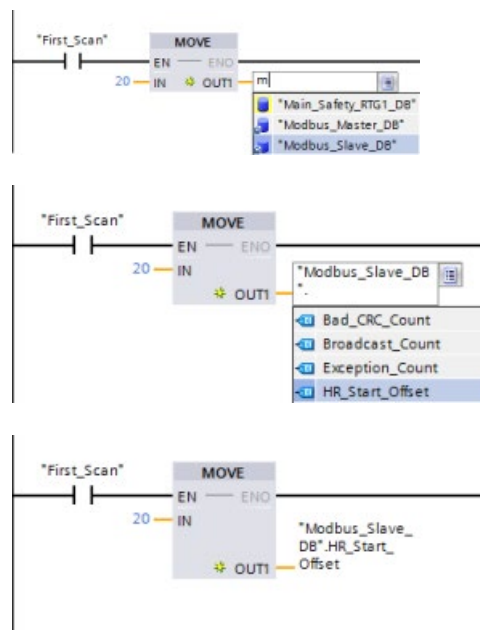 "First_Scan"
MOVE
EN ENO
20 IN OUT1 m
"Main_Safety_RTG1_DB"
"Modbus_Master_DB"
"Modbus_Slave_DB"
"First_Scan"
MOVE
EN ENO
20 IN
OUT1
"Modbus_Slave_DB
".
Bad_CRC_Count
Broadcast_Count
Exception_Count
HR_Start_Offset
"First_Scan"
MOVE
EN ENO
20 IN
OUT1
"Modbus_Slave_
DB".HR_Start_
Offset